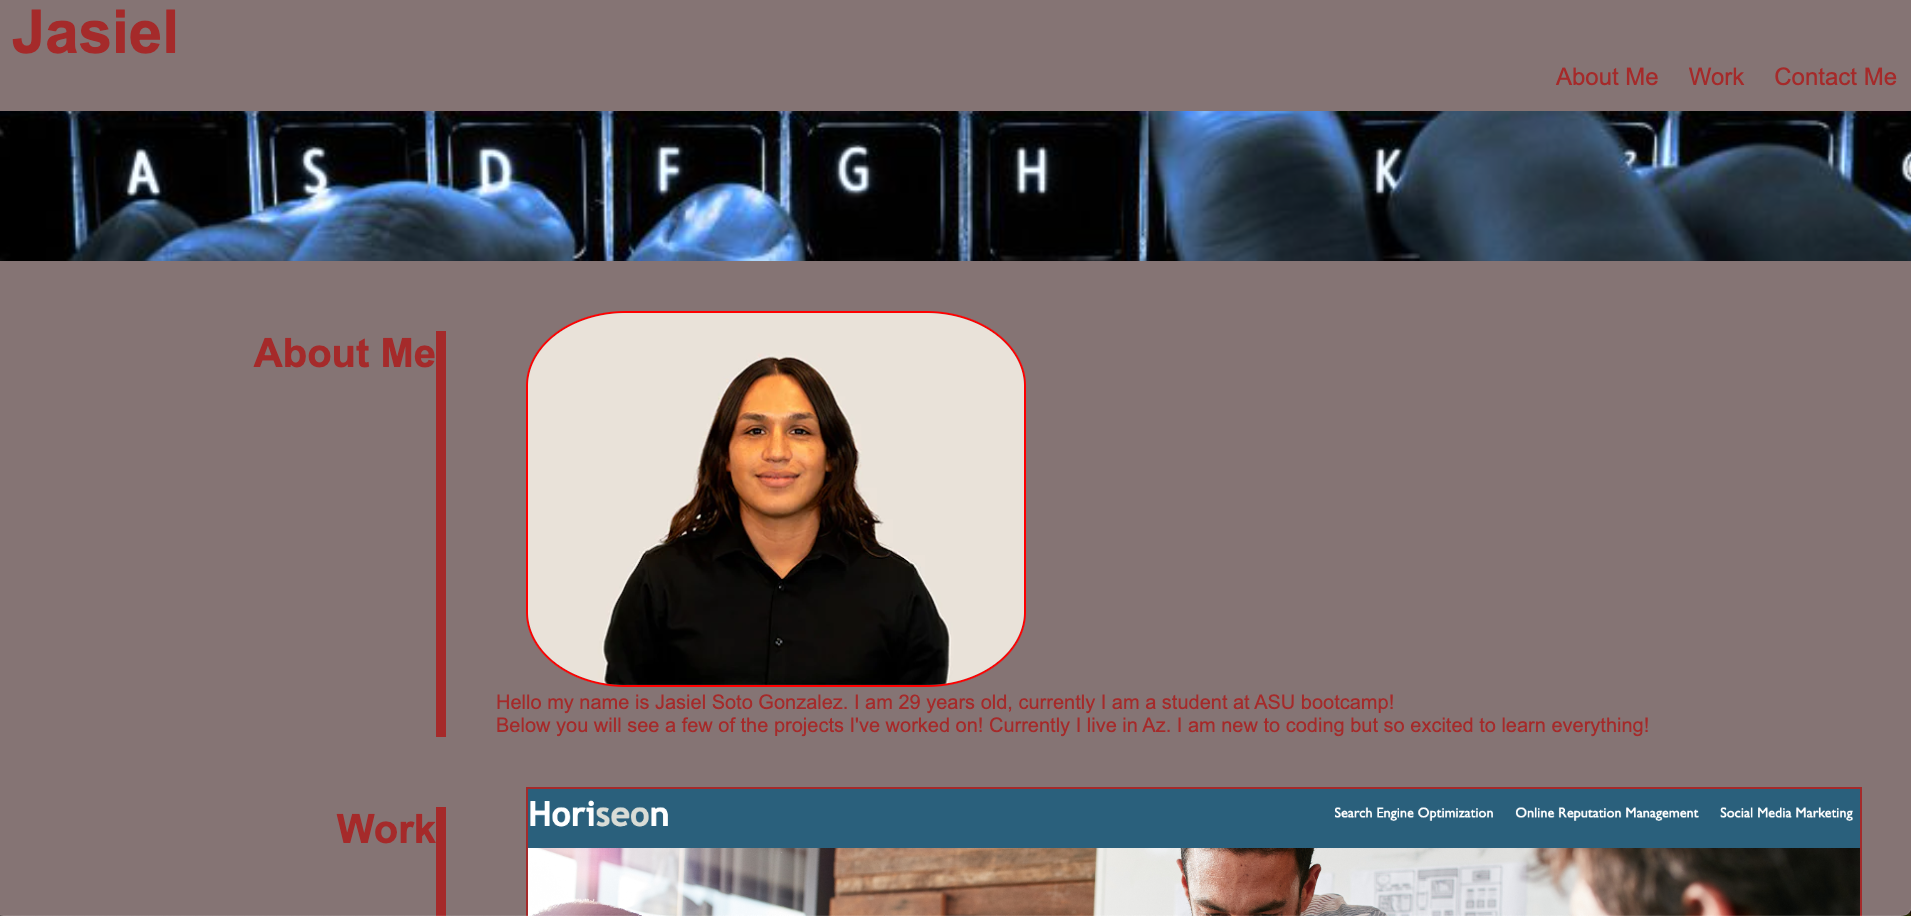 Jasiel
About Me Work Contact Me
A S D F G H K ?
About Me
Hello my name is Jasiel Soto Gonzalez. I am 29 years old, currently I am a student at ASU bootcamp!
Below you will see a few of the projects I've worked on! Currently I live in Az. I am new to coding but so excited to learn everything!
Work
Horiseon
Search Engine Optimization Online Reputation Management Social Media Marketing